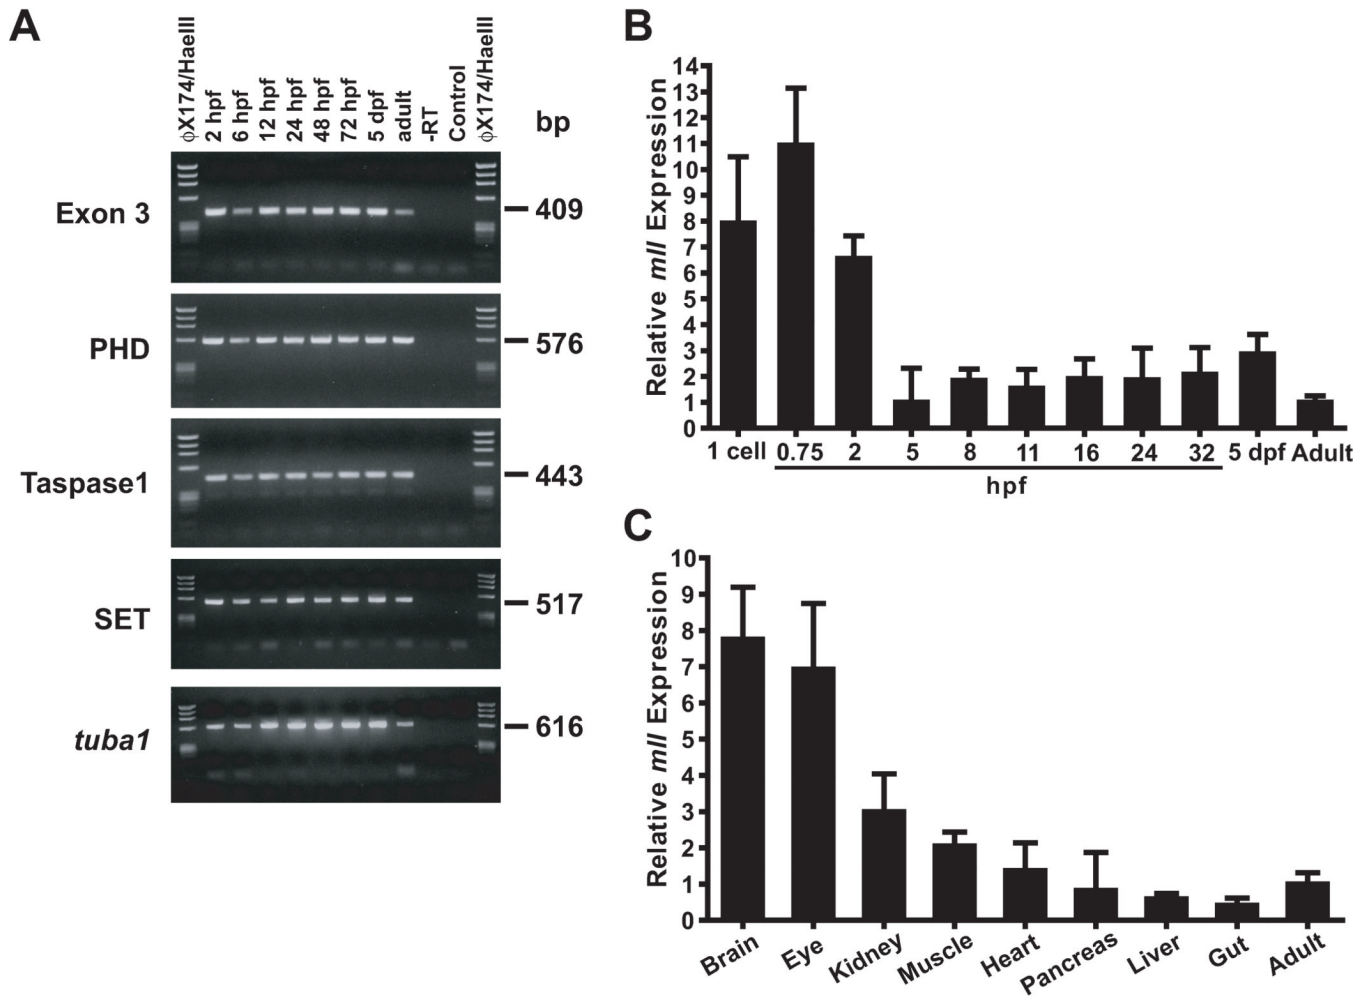 A
ϕX174/HaeIII
2 hpf
6 hpf
12 hpf
24 hpf
48 hpf
72 hpf
5 dpf
adult
-RT
Control
ϕX174/HaeIII
bp
Exon 3
409
PHD
576
Taspase1
443
SET
517
tuba1
616
B
Relative mll Expression
14
13
12
11
10
9
8
7
6
5
4
3
2
1
0
1 cell 0.75 2 5 8 11 16 24 32 5 dpf Adult
hpf
C
Relative mll Expression
10
9
8
7
6
5
4
3
2
1
0
Brain Eye Kidney Muscle Heart Pancreas Liver Gut Adult